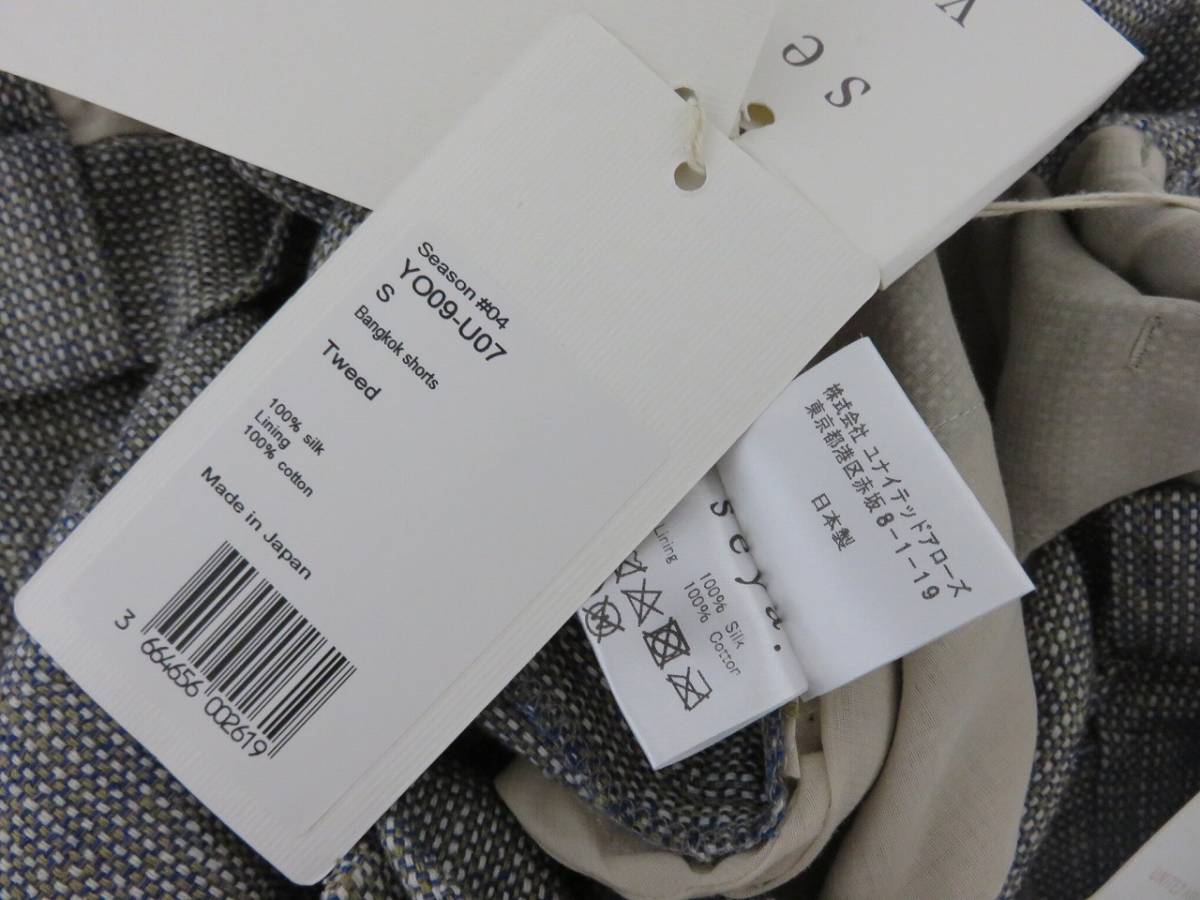 Season #04
YO09-U07
S
Bangkok shorts
Tweed
100% silk
Lining
100% cotton
Made in Japan
3 664656 002619
s e
株式会社 ユナイテッドアローズ
東京都港区赤坂8-1-19
日本製
seya.
100% Silk
Lining 100% Cotton
UNITED